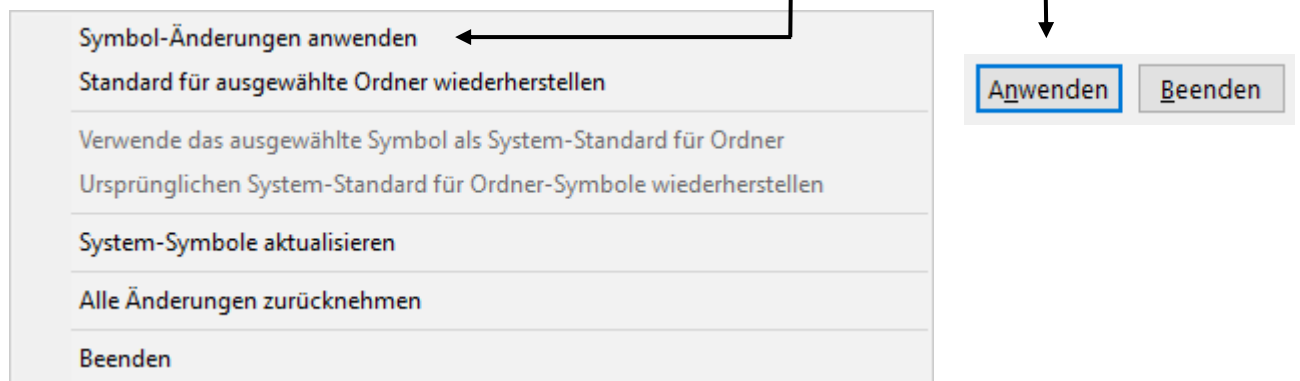 Symbol-Änderungen anwenden
Standard für ausgewählte Ordner wiederherstellen
Verwende das ausgewählte Symbol als System-Standard für Ordner
Ursprünglichen System-Standard für Ordner-Symbole wiederherstellen
System-Symbole aktualisieren
Alle Änderungen zurücknehmen
Beenden
Anwenden Beenden